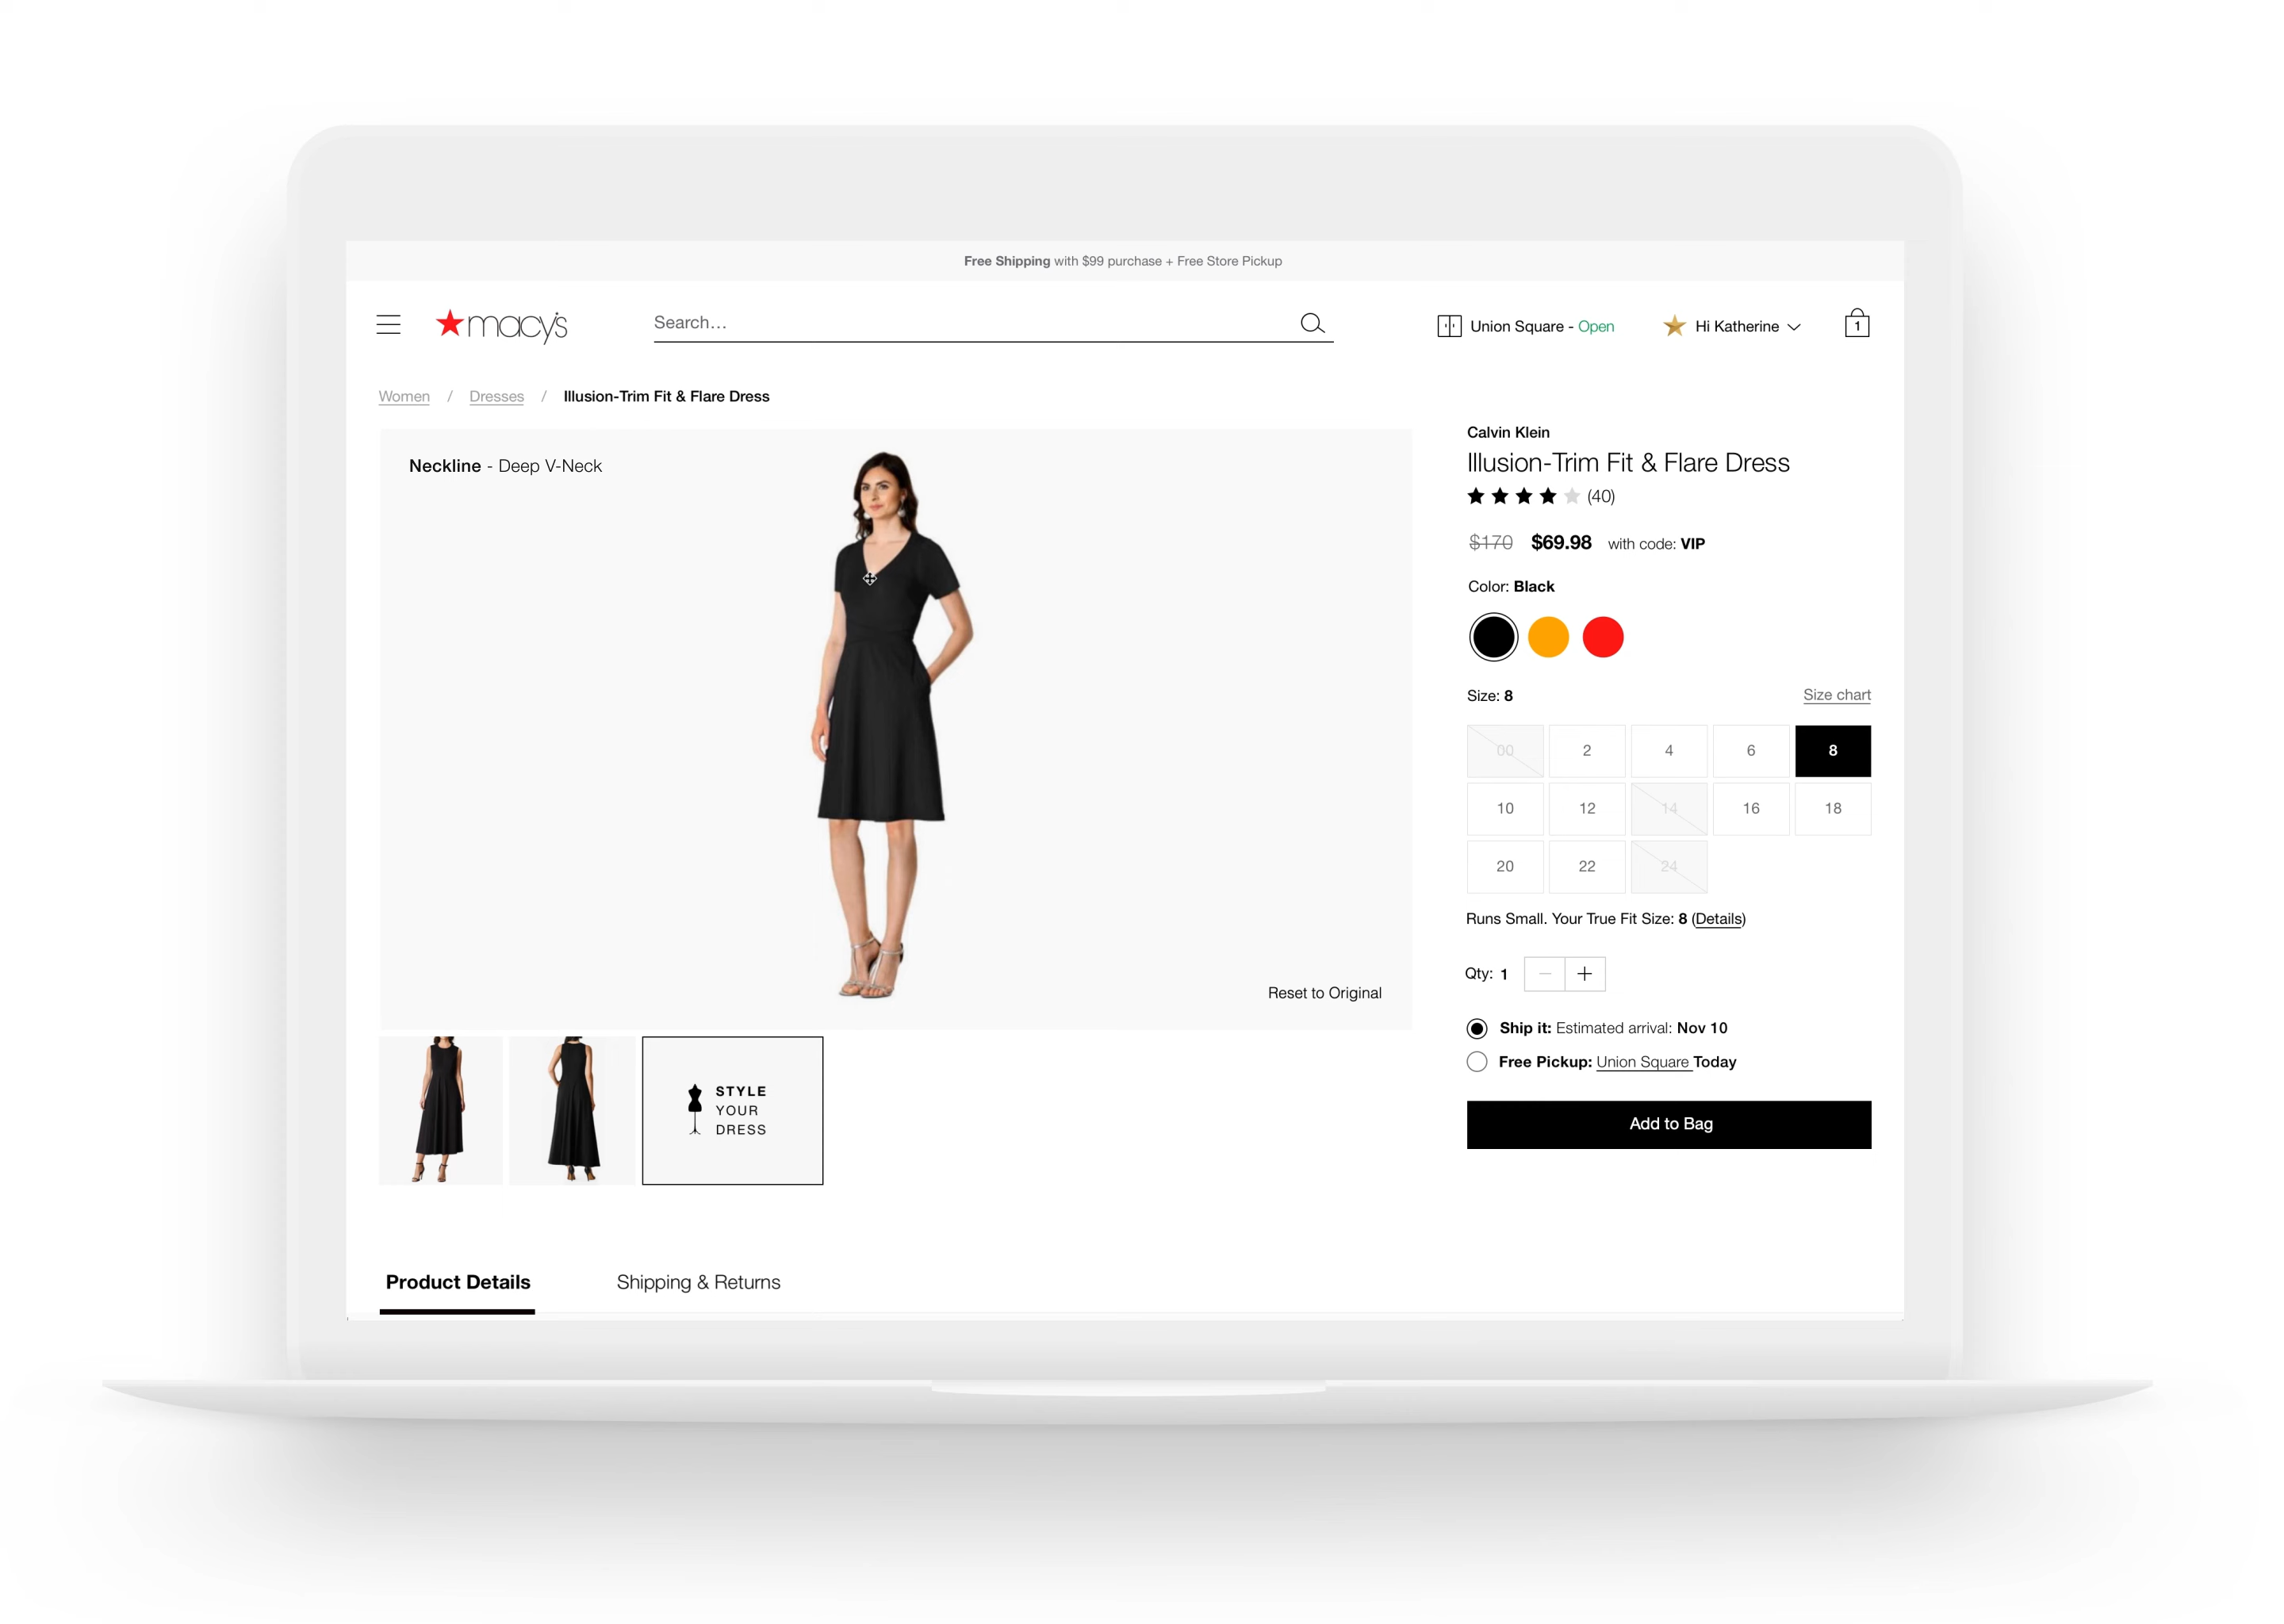 Free Shipping with $99 purchase + Free Store Pickup
macy's
Search...
Union Square - Open
Hi Katherine
1
Women / Dresses / Illusion-Trim Fit & Flare Dress
Neckline - Deep V-Neck
Reset to Original
STYLE
YOUR
DRESS
Calvin Klein
Illusion-Trim Fit & Flare Dress
(40)
$170 $69.98 with code: VIP
Color: Black
Size: 8 Size chart
00 2 4 6 8
10 12 14 16 18
20 22 24
Runs Small. Your True Fit Size: 8 (Details)
Qty: 1 − +
Ship it: Estimated arrival: Nov 10
Free Pickup: Union Square Today
Add to Bag
Product Details Shipping & Returns